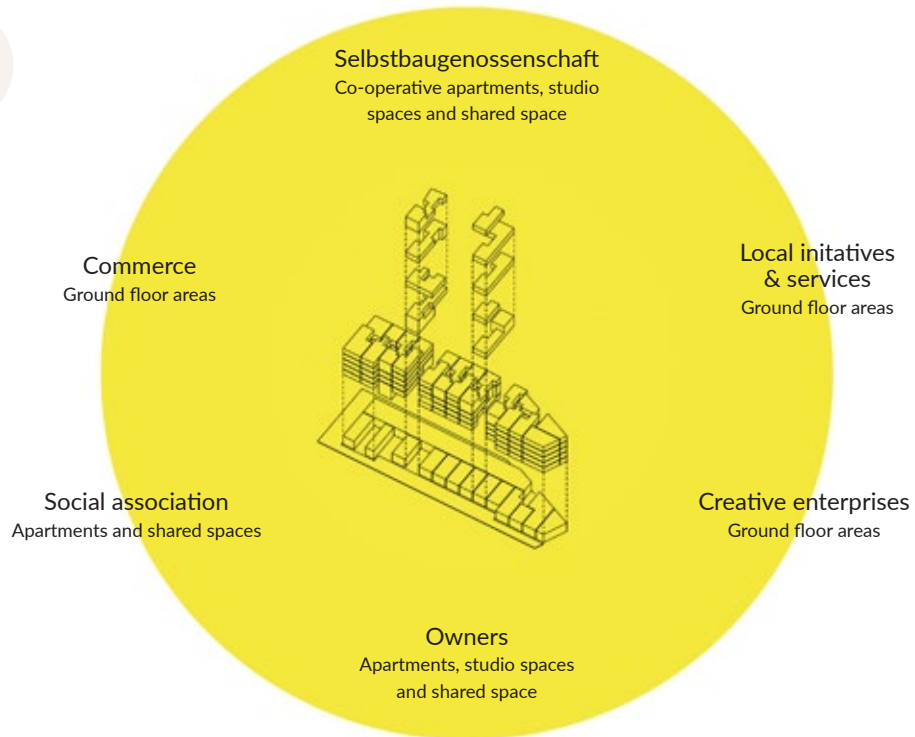 Selbstbaugenossenschaft
Co-operative apartments, studio
spaces and shared space
Commerce
Ground floor areas
Local initatives
& services
Ground floor areas
Social association
Apartments and shared spaces
Creative enterprises
Ground floor areas
Owners
Apartments, studio spaces
and shared space